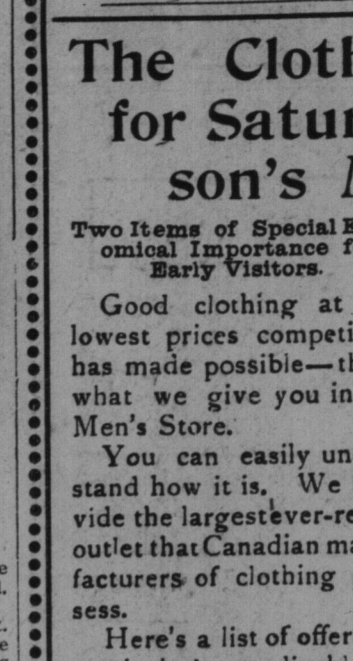 The Cloth
for Satur
son's
Two Items of Special E
omical Importance f
Early Visitors.
Good clothing at
lowest prices competi
has made possible—th
what we give you in
Men's Store.
You can easily un
stand how it is. We
vide the largest ever-re
outlet that Canadian ma
facturers of clothing
sess.
Here's a list of offer